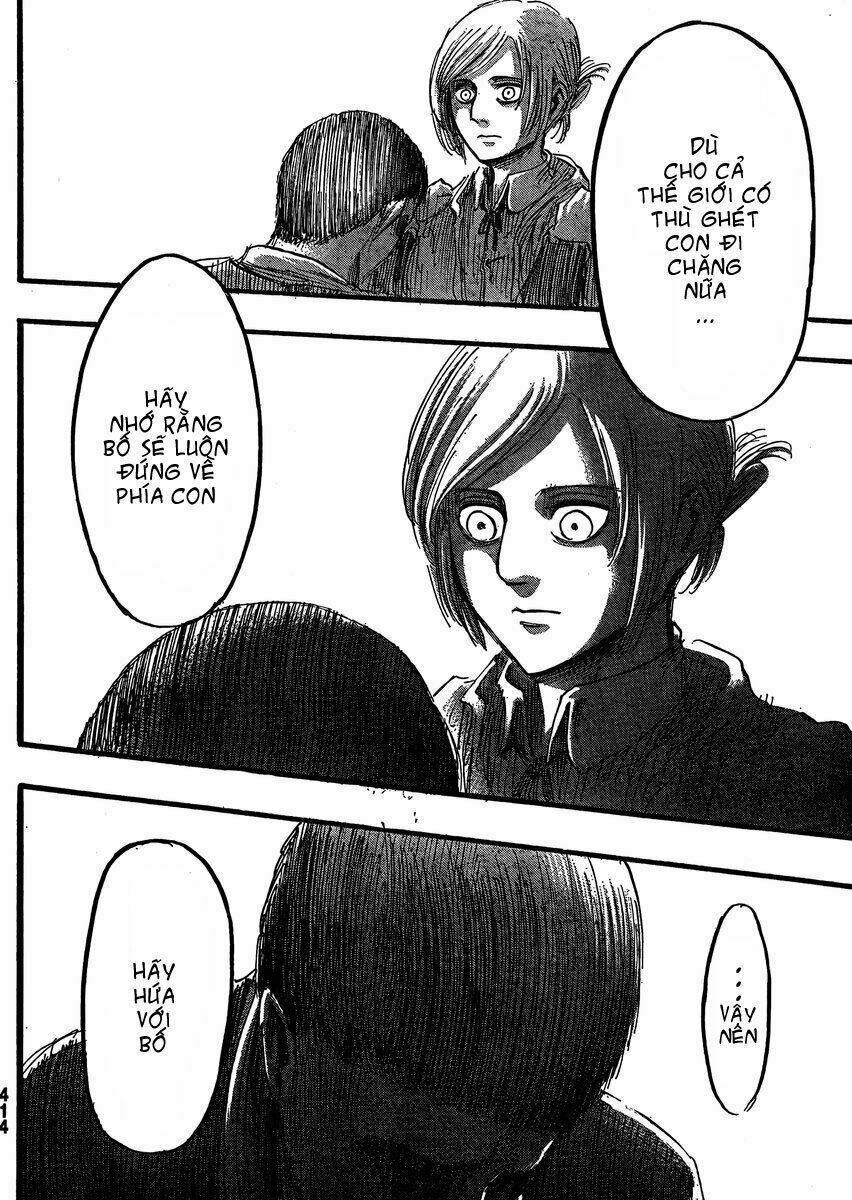 DÙ
CHO CẢ
THẾ GIỚI CÓ
THÙ GHÉT
CON ĐI
CHĂNG
NỮA
...
HÃY
NHỚ RẰNG
BỐ SẼ LUÔN
ĐỨNG VỀ
PHÍA CON
...
VẬY
NÊN
HÃY
HỨA
VỚI
BỐ
414